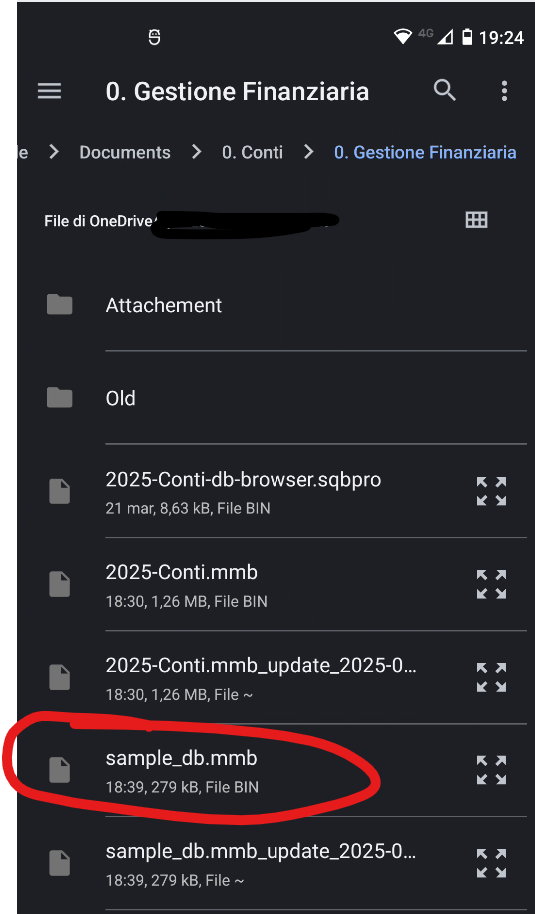 4G 19:24
0. Gestione Finanziaria
le > Documents > 0. Conti > 0. Gestione Finanziaria
File di OneDrive
Attachement
Old
2025-Conti-db-browser.sqbpro
21 mar, 8,63 kB, File BIN
2025-Conti.mmb
18:30, 1,26 MB, File BIN
2025-Conti.mmb_update_2025-0...
18:30, 1,26 MB, File ~
sample_db.mmb
18:39, 279 kB, File BIN
sample_db.mmb_update_2025-0...
18:39, 279 kB, File ~